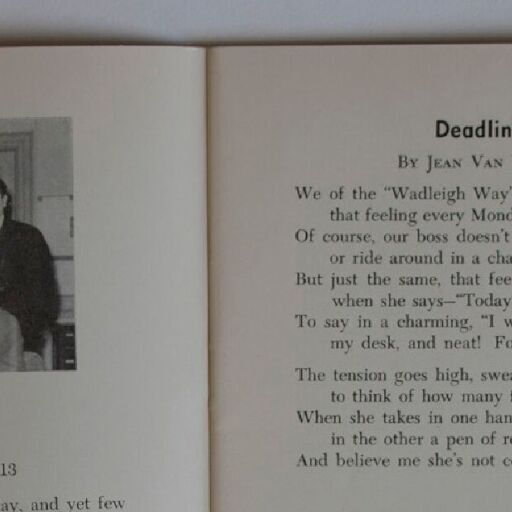 13
ay, and yet few
Deadlin
BY JEAN VAN
We of the "Wadleigh Way"
that feeling every Mond
Of course, our boss doesn't
or ride around in a cha
But just the same, that fee
when she says—"Today
To say in a charming, "I w
my desk, and neat! Fo
The tension goes high, swea
to think of how many
When she takes in one han
in the other a pen of re
And believe me she's not c